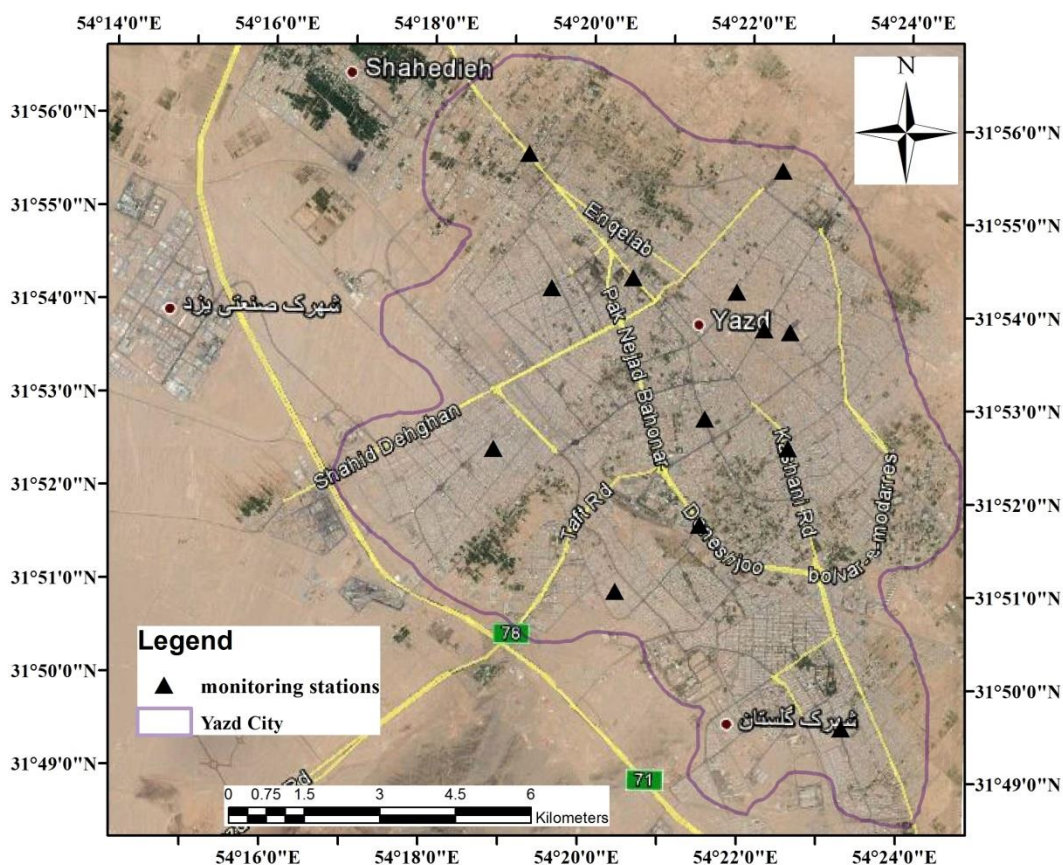 54°14'0"E 54°16'0"E 54°18'0"E 54°20'0"E 54°22'0"E 54°24'0"E
N
Shahedieh
31°56'0"N
31°56'0"N
31°55'0"N
31°55'0"N
Enqelab
31°54'0"N
شهرک صنعتی یزد
Pak Nejad Bahonar
Yazd
31°54'0"N
31°53'0"N
31°53'0"N
Shahid Dehghan
Kashani Rd
31°52'0"N
31°52'0"N
Taft Rd
Daneshjoo
bolvar-e-modarres
31°51'0"N
31°51'0"N
78
Legend
monitoring stations
Yazd City
31°50'0"N
31°50'0"N
شهرک گلستان
31°49'0"N
31°49'0"N
71
Rd
0 0.75 1.5 3 4.5 6
Kilometers
54°16'0"E 54°18'0"E 54°20'0"E 54°22'0"E 54°24'0"E